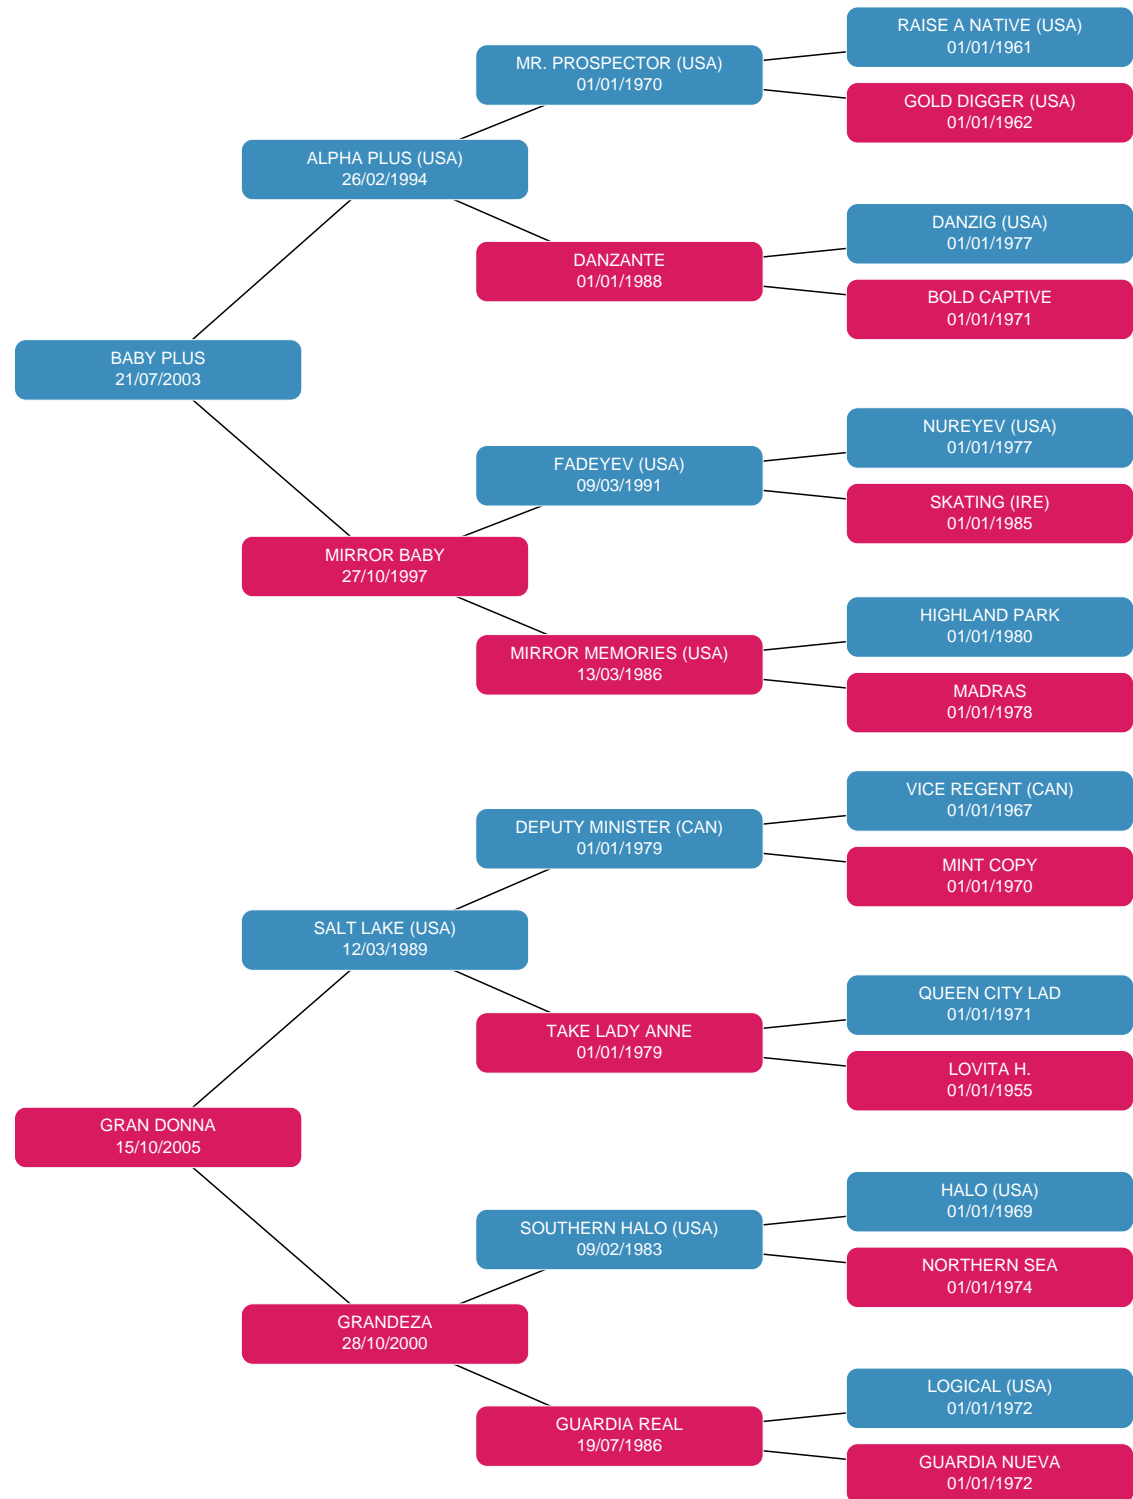 RAISE A NATIVE (USA)
01/01/1961
MR. PROSPECTOR (USA)
01/01/1970
GOLD DIGGER (USA)
01/01/1962
ALPHA PLUS (USA)
26/02/1994
DANZIG (USA)
01/01/1977
DANZANTE
01/01/1988
BOLD CAPTIVE
01/01/1971
BABY PLUS
21/07/2003
NUREYEV (USA)
01/01/1977
FADEYEV (USA)
09/03/1991
SKATING (IRE)
01/01/1985
MIRROR BABY
27/10/1997
HIGHLAND PARK
01/01/1980
MIRROR MEMORIES (USA)
13/03/1986
MADRAS
01/01/1978
VICE REGENT (CAN)
01/01/1967
DEPUTY MINISTER (CAN)
01/01/1979
MINT COPY
01/01/1970
SALT LAKE (USA)
12/03/1989
QUEEN CITY LAD
01/01/1971
TAKE LADY ANNE
01/01/1979
LOVITA H.
01/01/1955
GRAN DONNA
15/10/2005
HALO (USA)
01/01/1969
SOUTHERN HALO (USA)
09/02/1983
NORTHERN SEA
01/01/1974
GRANDEZA
28/10/2000
LOGICAL (USA)
01/01/1972
GUARDIA REAL
19/07/1986
GUARDIA NUEVA
01/01/1972